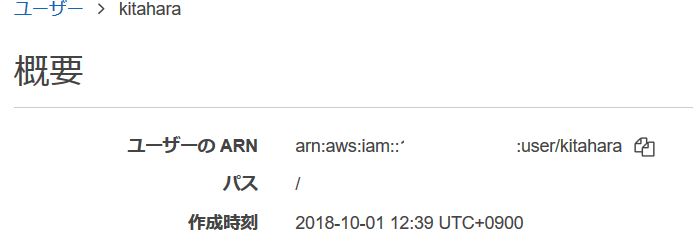 ユーザー > kitahara
概要
ユーザーの ARN arn:aws:iam:: :user/kitahara
パス /
作成時刻 2018-10-01 12:39 UTC+0900